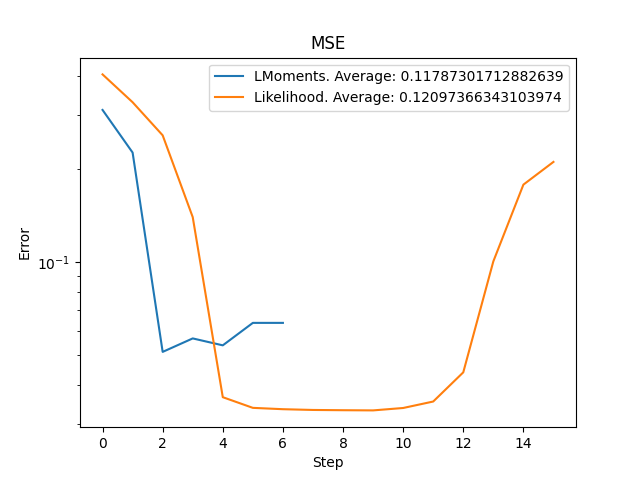 MSE
LMoments. Average: 0.11787301712882639
Likelihood. Average: 0.12097366343103974
Error
10⁻¹
0 2 4 6 8 10 12 14
Step